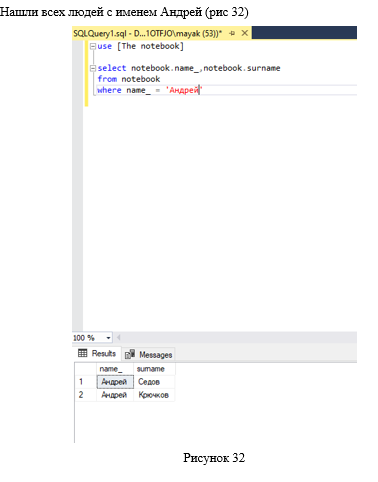 Нашли всех людей с именем Андрей (рис 32)
SQLQuery1.sql - D...1OTFJO\mayak (53))*
use [The notebook]
select notebook.name_,notebook.surname
from notebook
where name_ = 'Андрей'
100 %
Results Messages
name_ surname
1 Андрей Седов
2 Андрей Крючков
Рисунок 32